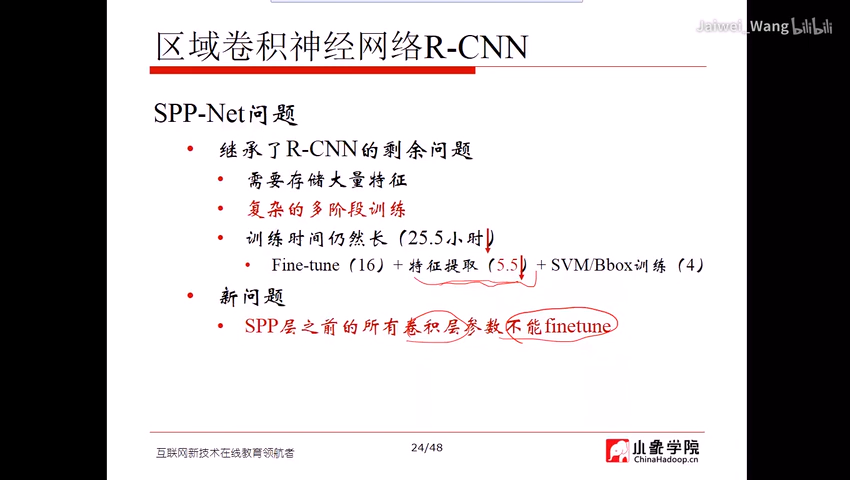 Jaiwei_Wang bilibili
区域卷积神经网络R-CNN
SPP-Net问题
• 继承了R-CNN的剩余问题
• 需要存储大量特征
• 复杂的多阶段训练
• 训练时间仍然长（25.5小时）
• Fine-tune（16）+ 特征提取（5.5）+ SVM/Bbox训练（4）
• 新问题
• SPP层之前的所有卷积层参数不能finetune
互联网新技术在线教育领航者
24/48
小象学院
ChinaHadoop.cn